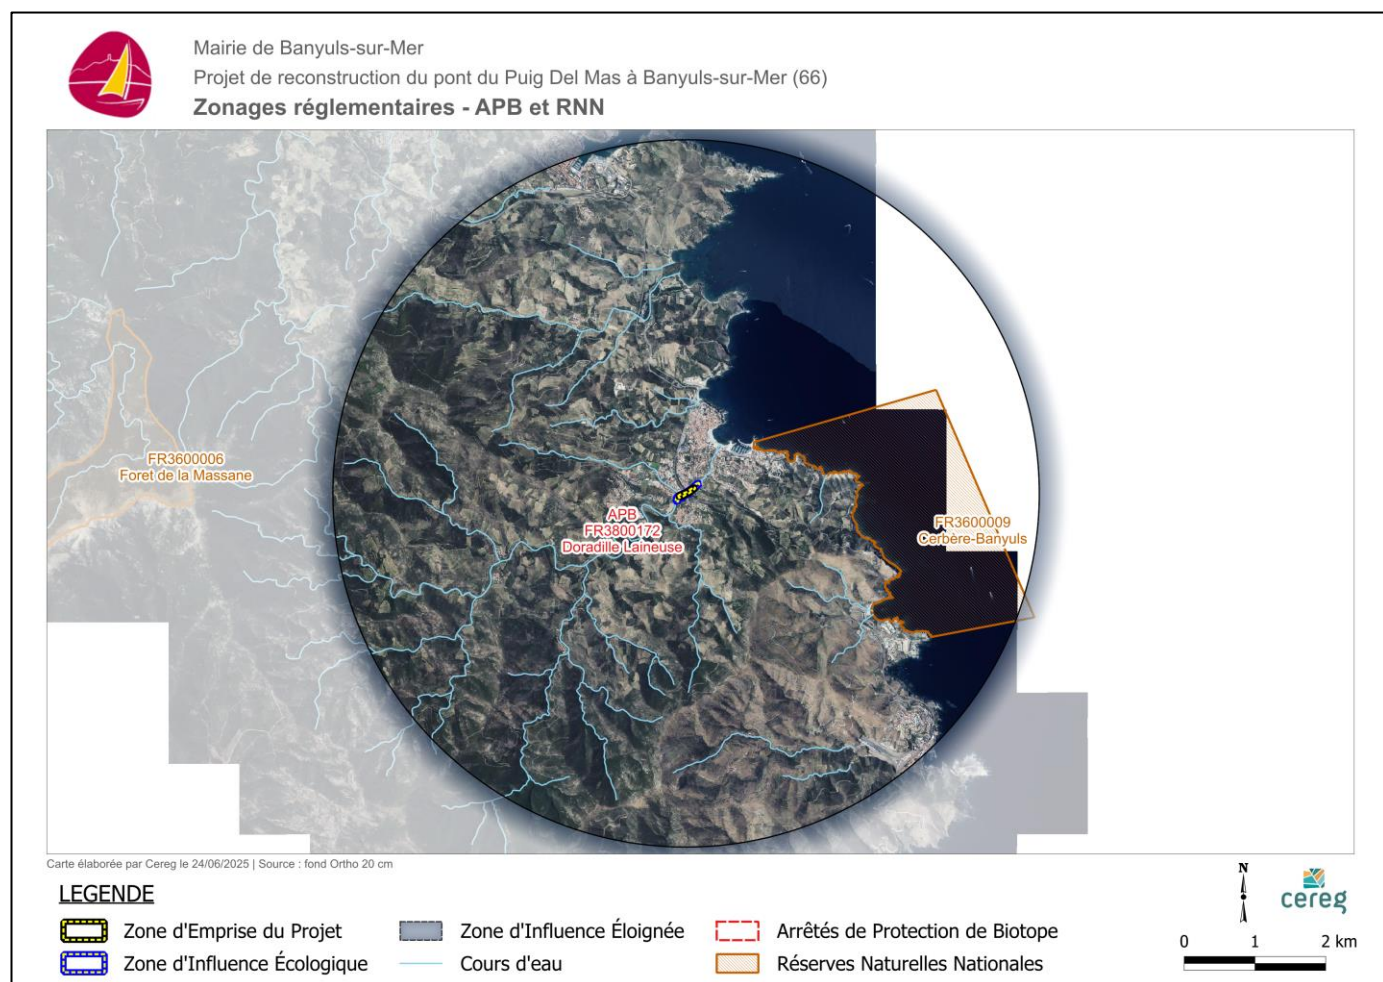 Mairie de Banyuls-sur-Mer
Projet de reconstruction du pont du Puig Del Mas à Banyuls-sur-Mer (66)
Zonages réglementaires - APB et RNN
FR3600006
Foret de la Massane
APB
FR3800172
Doradille Laineuse
FR3600009
Cerbère-Banyuls
Carte élaborée par Cereg le 24/06/2025 | Source : fond Ortho 20 cm
LEGENDE
Zone d'Emprise du Projet
Zone d'Influence Écologique
Zone d'Influence Éloignée
Cours d'eau
Arrêtés de Protection de Biotope
Réserves Naturelles Nationales
N
cereg
0 1 2 km